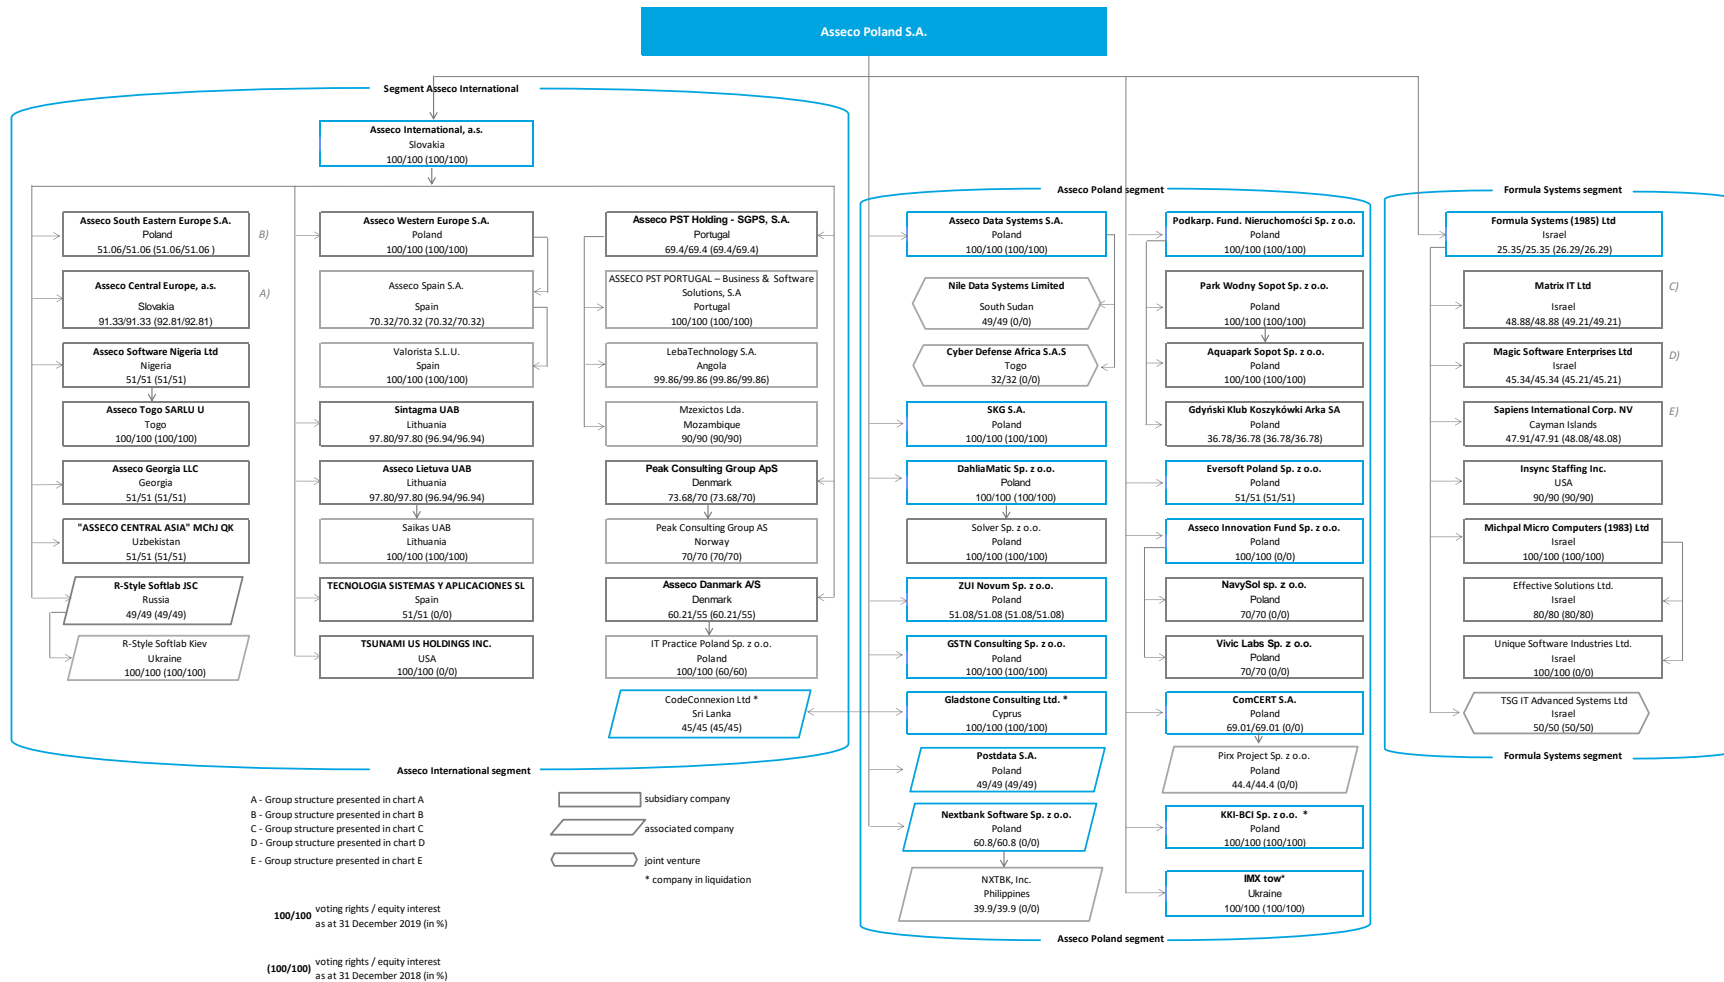 Asseco Poland S.A.
Segment Asseco International
Asseco International, a.s.
Slovakia
100/100 (100/100)
Asseco South Eastern Europe S.A.
Poland
51.06/51.06 (51.06/51.06 )
B)
Asseco Central Europe, a.s.
Slovakia
91.33/91.33 (92.81/92.81)
A)
Asseco Software Nigeria Ltd
Nigeria
51/51 (51/51)
Asseco Togo SARLU U
Togo
100/100 (100/100)
Asseco Georgia LLC
Georgia
51/51 (51/51)
"ASSECO CENTRAL ASIA" MChJ QK
Uzbekistan
51/51 (51/51)
R-Style Softlab JSC
Russia
49/49 (49/49)
R-Style Softlab Kiev
Ukraine
100/100 (100/100)
Asseco Western Europe S.A.
Poland
100/100 (100/100)
Asseco Spain S.A.
Spain
70.32/70.32 (70.32/70.32)
Valorista S.L.U.
Spain
100/100 (100/100)
Sintagma UAB
Lithuania
97.80/97.80 (96.94/96.94)
Asseco Lietuva UAB
Lithuania
97.80/97.80 (96.94/96.94)
Saikas UAB
Lithuania
100/100 (100/100)
TECNOLOGIA SISTEMAS Y APLICACIONES SL
Spain
51/51 (0/0)
TSUNAMI US HOLDINGS INC.
USA
100/100 (0/0)
Asseco PST Holding - SGPS, S.A.
Portugal
69.4/69.4 (69.4/69.4)
ASSECO PST PORTUGAL – Business & Software
Solutions, S.A
Portugal
100/100 (100/100)
LebaTechnology S.A.
Angola
99.86/99.86 (99.86/99.86)
Mzexictos Lda.
Mozambique
90/90 (90/90)
Peak Consulting Group ApS
Denmark
73.68/70 (73.68/70)
Peak Consulting Group AS
Norway
70/70 (70/70)
Asseco Danmark A/S
Denmark
60.21/55 (60.21/55)
IT Practice Poland Sp. z o.o.
Poland
100/100 (60/60)
CodeConnexion Ltd *
Sri Lanka
45/45 (45/45)
Asseco International segment
Asseco Poland segment
Asseco Data Systems S.A.
Poland
100/100 (100/100)
Nile Data Systems Limited
South Sudan
49/49 (0/0)
Cyber Defense Africa S.A.S
Togo
32/32 (0/0)
SKG S.A.
Poland
100/100 (100/100)
DahliaMatic Sp. z o.o.
Poland
100/100 (100/100)
Solver Sp. z o.o.
Poland
100/100 (100/100)
ZUI Novum Sp. z o.o.
Poland
51.08/51.08 (51.08/51.08)
GSTN Consulting Sp. z o.o.
Poland
100/100 (100/100)
Gladstone Consulting Ltd. *
Cyprus
100/100 (100/100)
Postdata S.A.
Poland
49/49 (49/49)
Nextbank Software Sp. z o.o.
Poland
60.8/60.8 (0/0)
NXTBK, Inc.
Philippines
39.9/39.9 (0/0)
Podkarp. Fund. Nieruchomości Sp. z o.o.
Poland
100/100 (100/100)
Park Wodny Sopot Sp. z o.o.
Poland
100/100 (100/100)
Aquapark Sopot Sp. z o.o.
Poland
100/100 (100/100)
Gdyński Klub Koszykówki Arka SA
Poland
36.78/36.78 (36.78/36.78)
Eversoft Poland Sp. z o.o.
Poland
51/51 (51/51)
Asseco Innovation Fund Sp. z o.o.
Poland
100/100 (0/0)
NavySol sp. z o.o.
Poland
70/70 (0/0)
Vivic Labs Sp. z o.o.
Poland
70/70 (0/0)
ComCERT S.A.
Poland
69.01/69.01 (0/0)
Pirx Project Sp. z o.o.
Poland
44.4/44.4 (0/0)
KKI-BCI Sp. z o.o. *
Poland
100/100 (100/100)
IMX tow*
Ukraine
100/100 (100/100)
Asseco Poland segment
Formula Systems segment
Formula Systems (1985) Ltd
Israel
25.35/25.35 (26.29/26.29)
Matrix IT Ltd
Israel
48.88/48.88 (49.21/49.21)
C)
Magic Software Enterprises Ltd
Israel
45.34/45.34 (45.21/45.21)
D)
Sapiens International Corp. NV
Cayman Islands
47.91/47.91 (48.08/48.08)
E)
Insync Staffing Inc.
USA
90/90 (90/90)
Michpal Micro Computers (1983) Ltd
Israel
100/100 (100/100)
Effective Solutions Ltd.
Israel
80/80 (80/80)
Unique Software Industries Ltd.
Israel
100/100 (0/0)
TSG IT Advanced Systems Ltd
Israel
50/50 (50/50)
Formula Systems segment
A - Group structure presented in chart A
B - Group structure presented in chart B
C - Group structure presented in chart C
D - Group structure presented in chart D
E - Group structure presented in chart E
subsidiary company
associated company
joint venture
* company in liquidation
100/100 voting rights / equity interest
as at 31 December 2019 (in %)
(100/100) voting rights / equity interest
as at 31 December 2018 (in %)